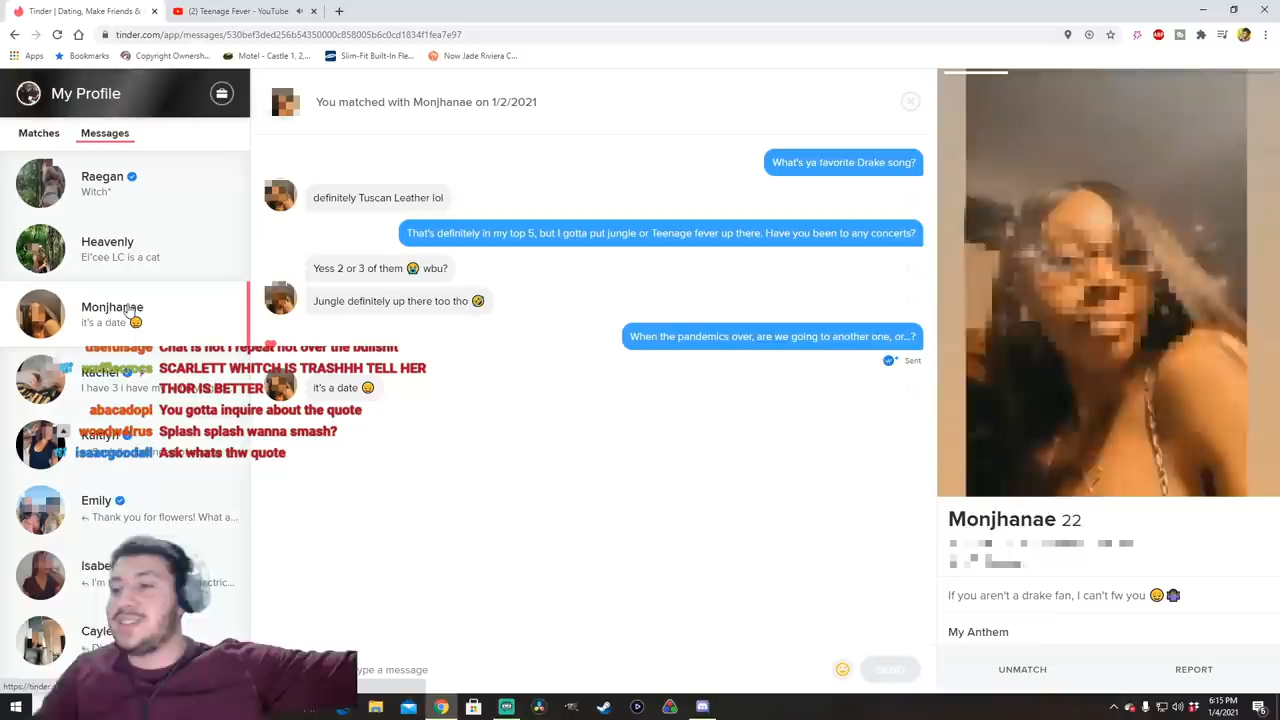 Tinder | Dating, Make Friends &
(2) Teenage Fever - YouTube
tinder.com/app/messages/530bef3ded256b54350000c858005b6c0cd1834f1fea7e97
Apps
Bookmarks
Copyright Ownersh...
Motel - Castle 1, 2,...
Slim-Fit Built-In Fle...
Now Jade Riviera C...
My Profile
Matches Messages
Raegan
Witch*
Heavenly
El'cee LC is a cat
Monjhanae
it's a date 😄
You matched with Monjhanae on 1/2/2021
What's ya favorite Drake song?
definitely Tuscan Leather lol
That's definitely in my top 5, but I gotta put jungle or Teenage fever up there. Have you been to any concerts?
Yess 2 or 3 of them 😭 wbu?
Jungle definitely up there too tho 🤣
When the pandemics over, are we going to another one, or...?
Sent
it's a date 😄
Chat is not I repeat not over the bullshit
SCARLETT WHITCH IS TRASHHH TELL HER
THOR IS BETTER
abacadopl You gotta inquire about the quote
woodwalrus Splash splash wanna smash?
isaacgoodall Ask whats thw quote
Rachel
I have 3 i have m
Kaitlyn
Emily
Thank you for flowers! What a...
Isabe
I'm
ectric...
Cayle
ype a message
SEND
Monjhanae 22
If you aren't a drake fan, I can't fw you 😄
My Anthem
UNMATCH
REPORT
https://tinder.
6:15 PM
1/4/2021